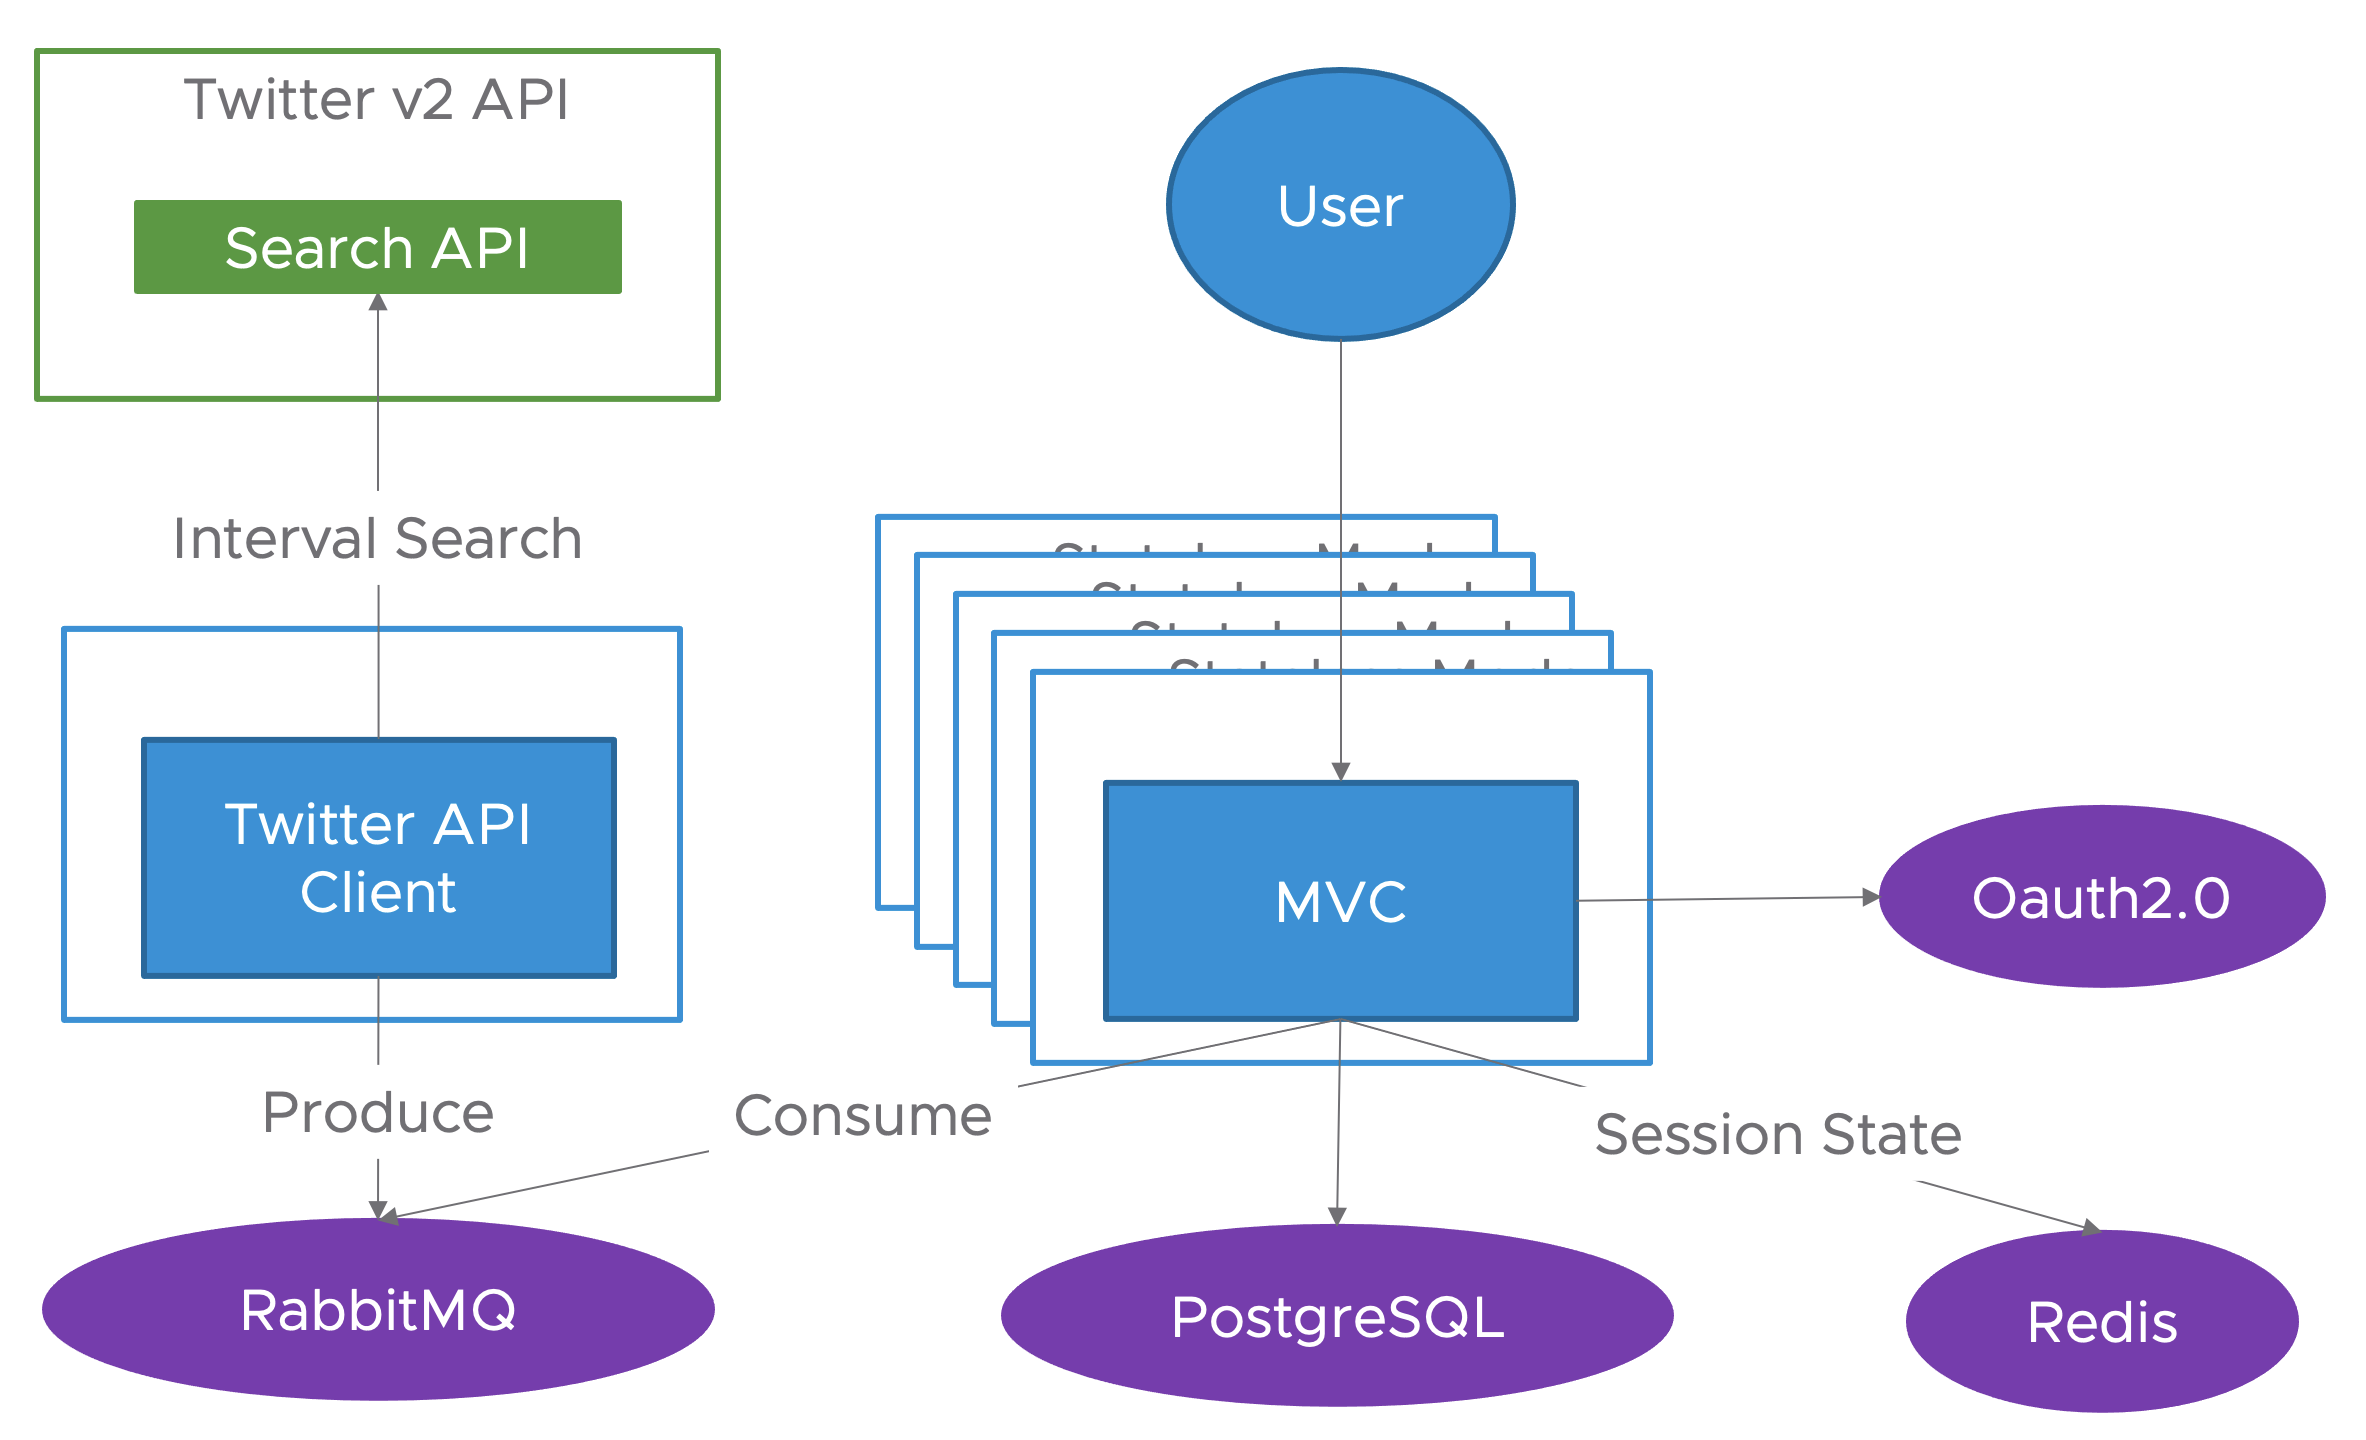 Twitter v2 API
Search API
User
Interval Search
Twitter API
Client
MVC
Oauth2.0
Produce
Consume
Session State
RabbitMQ
PostgreSQL
Redis